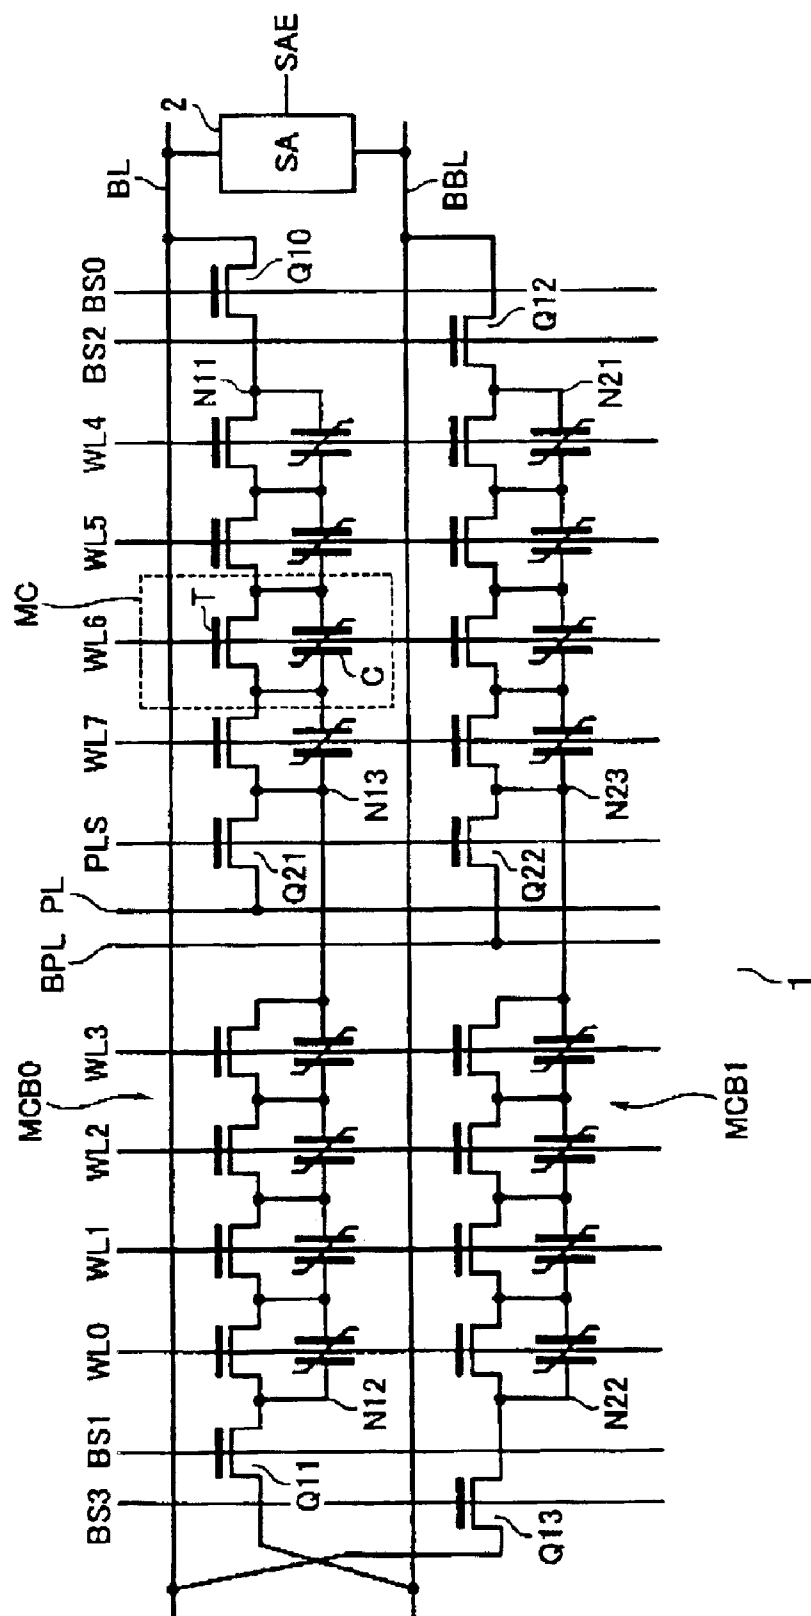 BS3
BS1
WL0
WL1
WL2
WL3
BPL
PL
PLS
WL7
WL6
WL5
WL4
BS2
BS0
MCB0
MC
BL
2
SA
SAE
T
C
Q11
Q21
Q10
N12
N13
N11
BBL
Q13
Q22
Q12
N22
N23
N21
MCB1
1